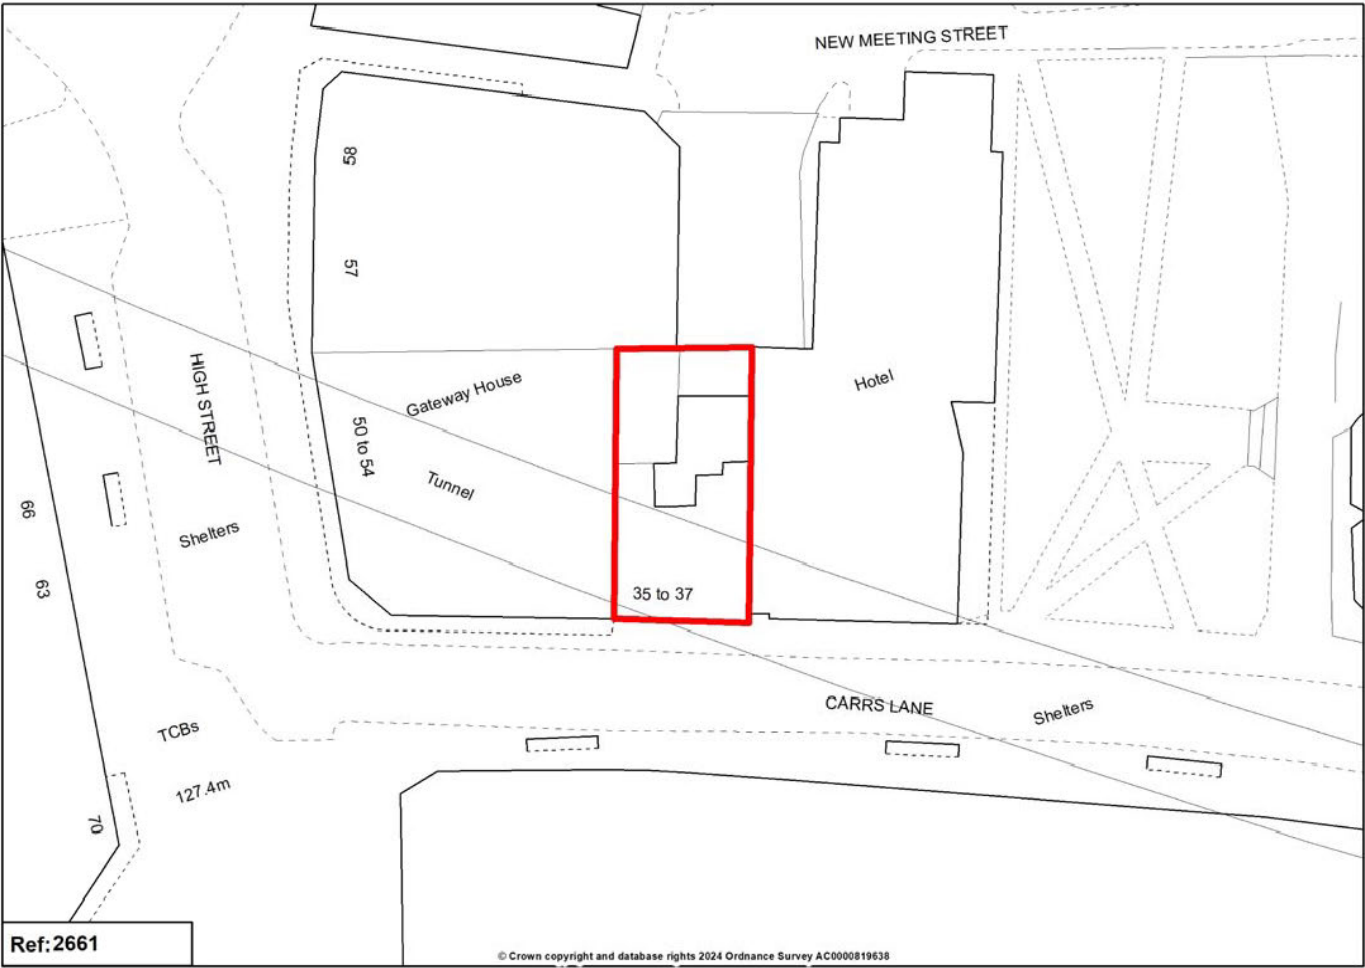 NEW MEETING STREET
58
57
HIGH STREET
Gateway House
Hotel
50 to 54
Tunnel
66
Shelters
63
35 to 37
CARRS LANE
Shelters
TCBs
127.4m
70
Ref:2661
© Crown copyright and database rights 2024 Ordnance Survey AC0000819638